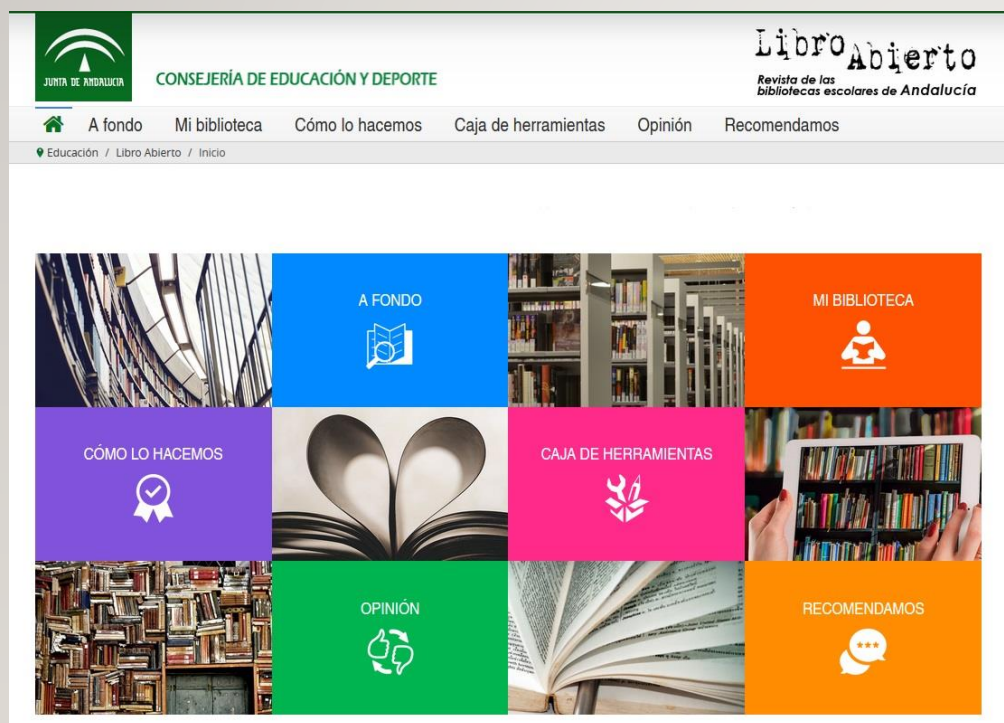 JUNTA DE ANDALUCIA
CONSEJERÍA DE EDUCACIÓN Y DEPORTE
Libro Abierto
Revista de las
bibliotecas escolares de Andalucía
A fondo Mi biblioteca Cómo lo hacemos Caja de herramientas Opinión Recomendamos
Educación / Libro Abierto / Inicio
A FONDO
MI BIBLIOTECA
CÓMO LO HACEMOS
CAJA DE HERRAMIENTAS
OPINIÓN
RECOMENDAMOS